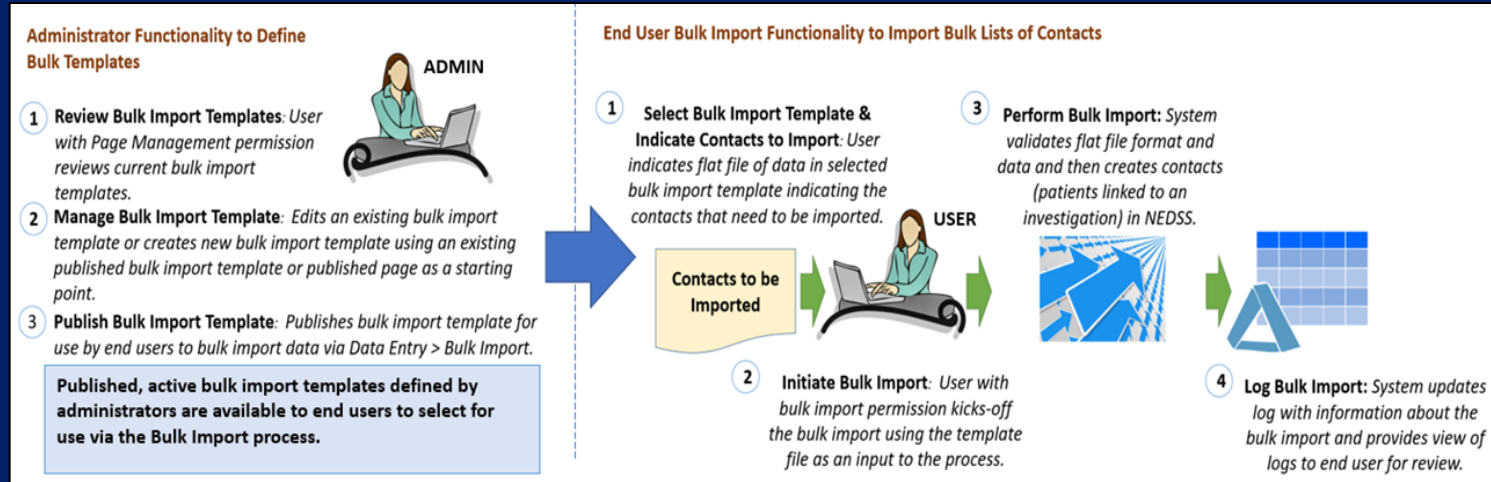 Administrator Functionality to Define
Bulk Templates
ADMIN
1 Review Bulk Import Templates: User
with Page Management permission
reviews current bulk import
templates.
2 Manage Bulk Import Template: Edits an existing bulk import
template or creates new bulk import template using an existing
published bulk import template or published page as a starting
point.
3 Publish Bulk Import Template: Publishes bulk import template for
use by end users to bulk import data via Data Entry > Bulk Import.
Published, active bulk import templates defined by
administrators are available to end users to select for
use via the Bulk Import process.
End User Bulk Import Functionality to Import Bulk Lists of Contacts
1 Select Bulk Import Template &
Indicate Contacts to Import: User
indicates flat file of data in selected
bulk import template indicating the
contacts that need to be imported.
USER
Contacts to be
Imported
2 Initiate Bulk Import: User with
bulk import permission kicks-off
the bulk import using the template
file as an input to the process.
3 Perform Bulk Import: System
validates flat file format and
data and then creates contacts
(patients linked to an
investigation) in NEDSS.
4 Log Bulk Import: System updates
log with information about the
bulk import and provides view of
logs to end user for review.